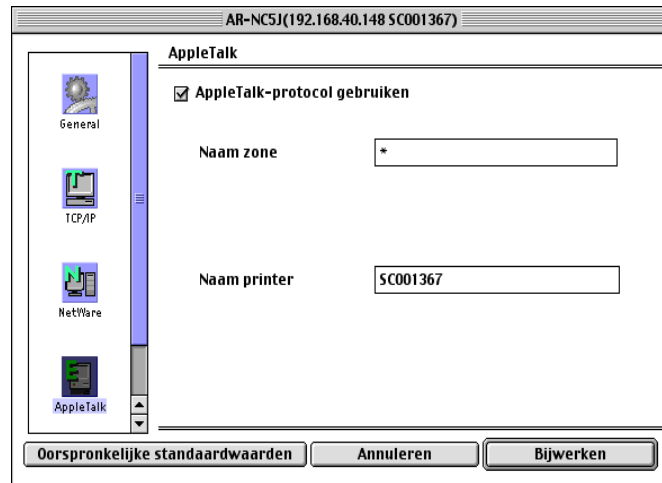 AR-NC5J(192.168.40.148 SC001367)
AppleTalk
AppleTalk-protocol gebruiken
General
Naam zone
*
TCP/IP
Naam printer
SC001367
NetWare
AppleTalk
Oorspronkelijke standaardwaarden
Annuleren
Bijwerken